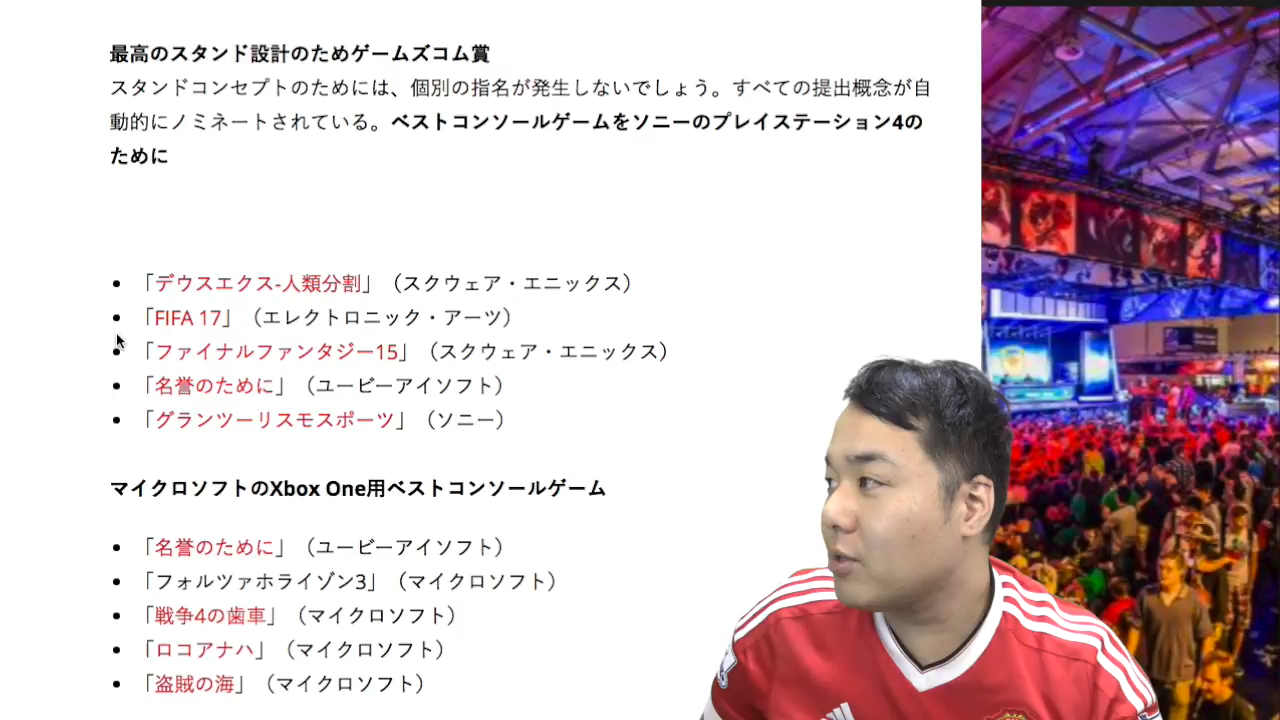 最高のスタンド設計のためゲームズコム賞
スタンドコンセプトのためには、個別の指名が発生しないでしょう。すべての提出概念が自
動的にノミネートされている。ベストコンソールゲームをソニーのプレイステーション4の
ために
「デウスエクス-人類分割」（スクウェア・エニックス）
「FIFA 17」（エレクトロニック・アーツ）
「ファイナルファンタジー15」（スクウェア・エニックス）
「名誉のために」（ユービーアイソフト）
「グランツーリスモスポーツ」（ソニー）
マイクロソフトのXbox One用ベストコンソールゲーム
「名誉のために」（ユービーアイソフト）
「フォルツァホライゾン3」（マイクロソフト）
「戦争4の歯車」（マイクロソフト）
「ロコアナハ」（マイクロソフト）
「盗賊の海」（マイクロソフト）